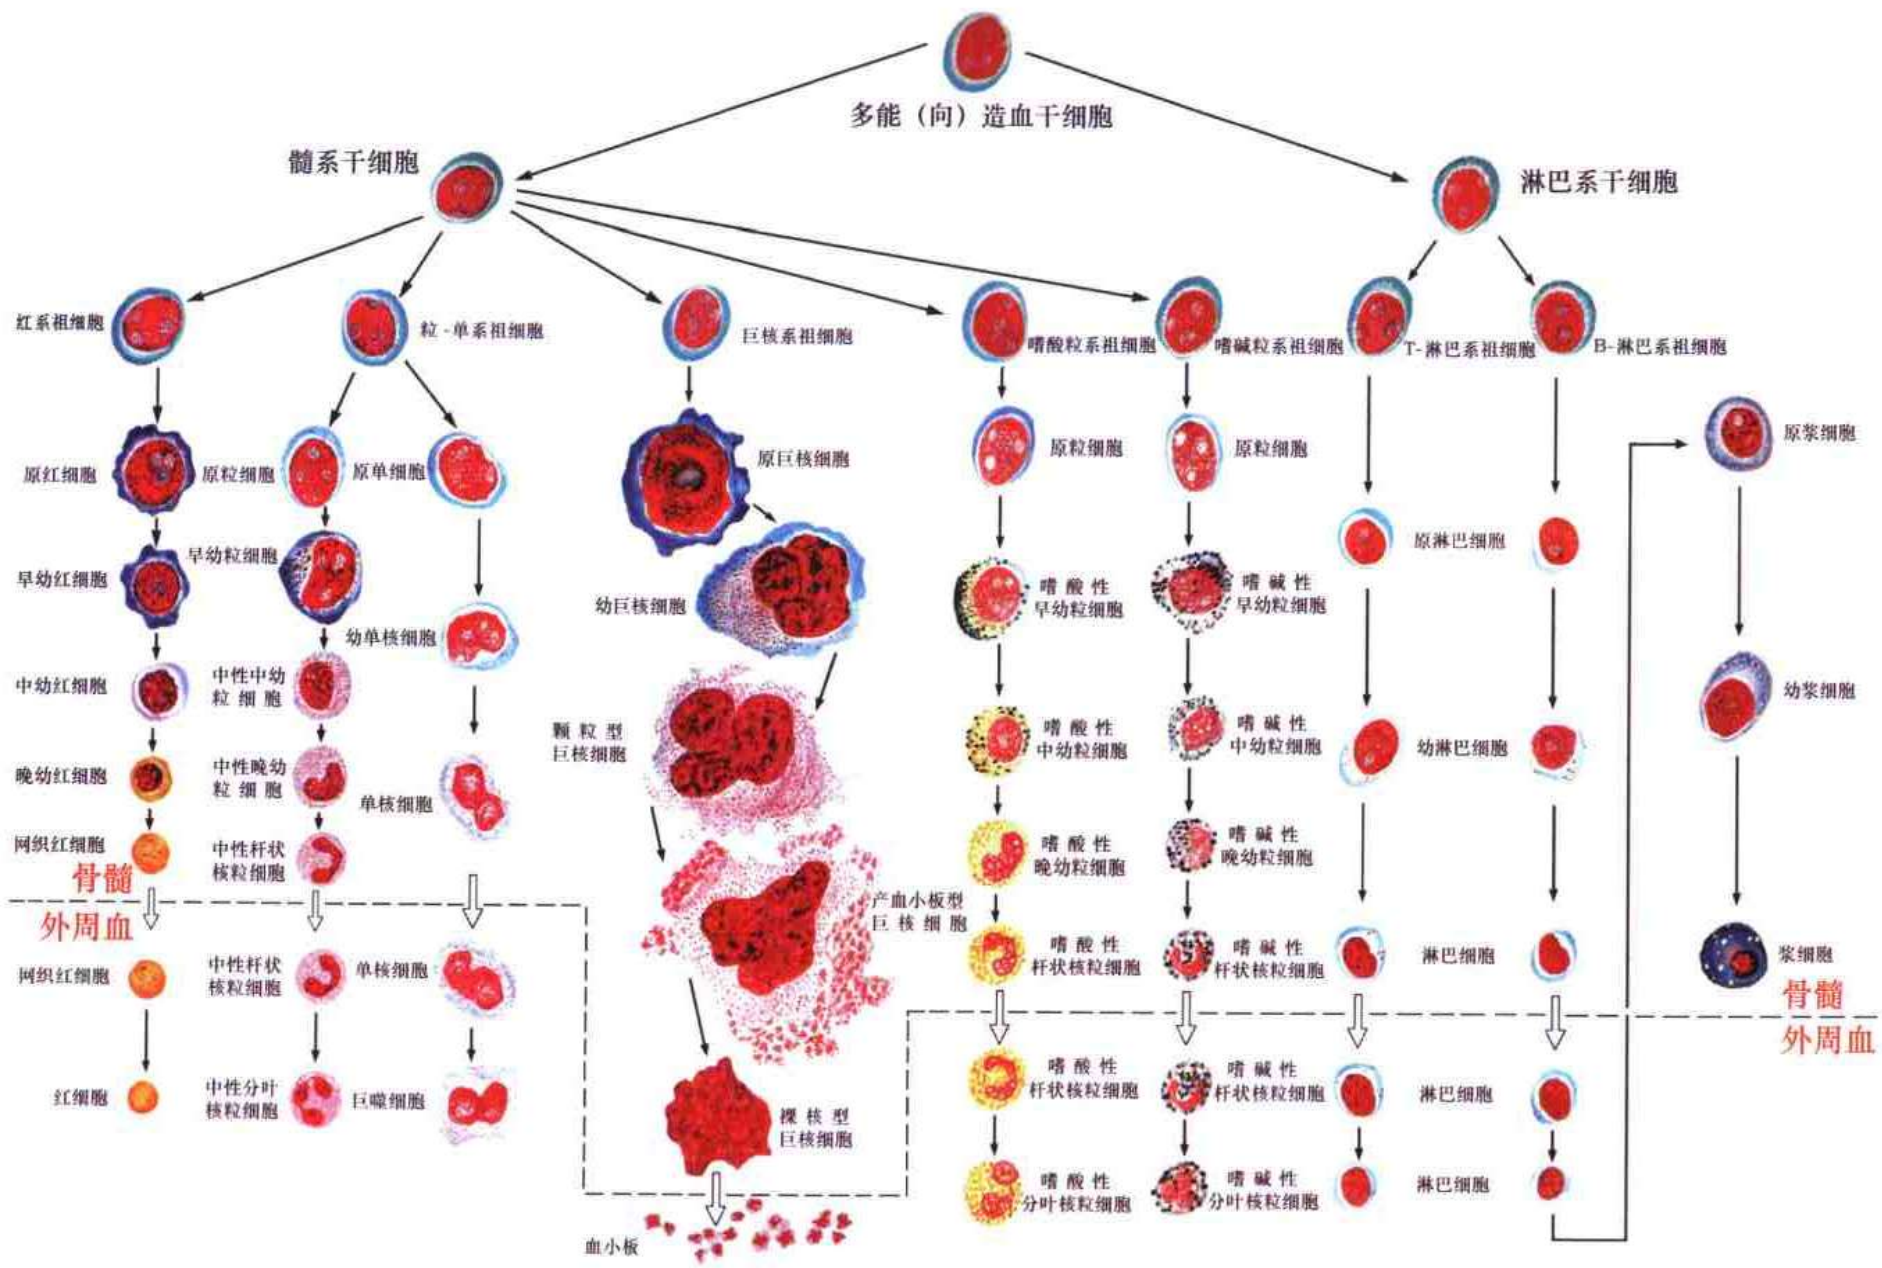 多能（向）造血干细胞
髓系干细胞
淋巴系干细胞
红系祖细胞
粒-单系祖细胞
巨核系祖细胞
嗜酸粒系祖细胞
嗜碱粒系祖细胞
T-淋巴系祖细胞
B-淋巴系祖细胞
原红细胞
原粒细胞
原单细胞
原巨核细胞
原粒细胞
原粒细胞
原浆细胞
早幼红细胞
早幼粒细胞
幼单核细胞
幼巨核细胞
嗜酸性
早幼粒细胞
嗜碱性
早幼粒细胞
原淋巴细胞
中幼红细胞
中性中幼
粒细胞
颗粒型
巨核细胞
嗜酸性
中幼粒细胞
嗜碱性
中幼粒细胞
幼淋巴细胞
幼浆细胞
晚幼红细胞
中性晚幼
粒细胞
单核细胞
网织红细胞
中性杆状
核粒细胞
嗜酸性
晚幼粒细胞
嗜碱性
晚幼粒细胞
骨髓
外周血
产血小板型
巨核细胞
嗜酸性
杆状核粒细胞
嗜碱性
杆状核粒细胞
淋巴细胞
浆细胞
骨髓
外周血
网织红细胞
中性杆状
核粒细胞
单核细胞
红细胞
中性分叶
核粒细胞
巨噬细胞
裸核型
巨核细胞
嗜酸性
杆状核粒细胞
嗜碱性
杆状核粒细胞
淋巴细胞
嗜酸性
分叶核粒细胞
嗜碱性
分叶核粒细胞
淋巴细胞
血小板